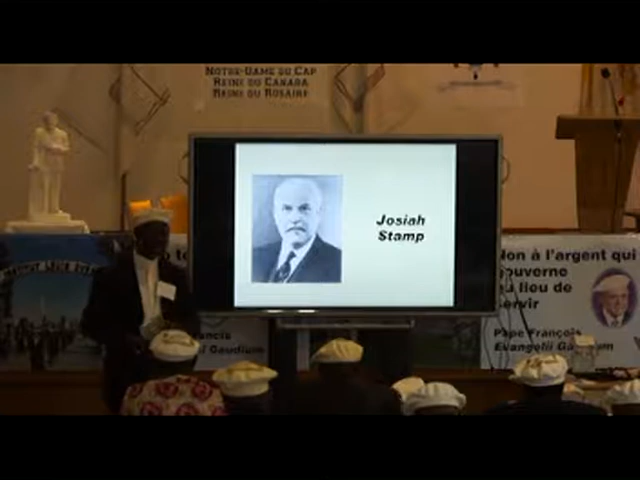 Notre-Dame du Cap
Reine du Canada
Reine du Rosaire
Josiah
Stamp
Non à l'argent qui
gouverne
au lieu de
servir
Pape François
Evangelii Gaudium
Gaudium